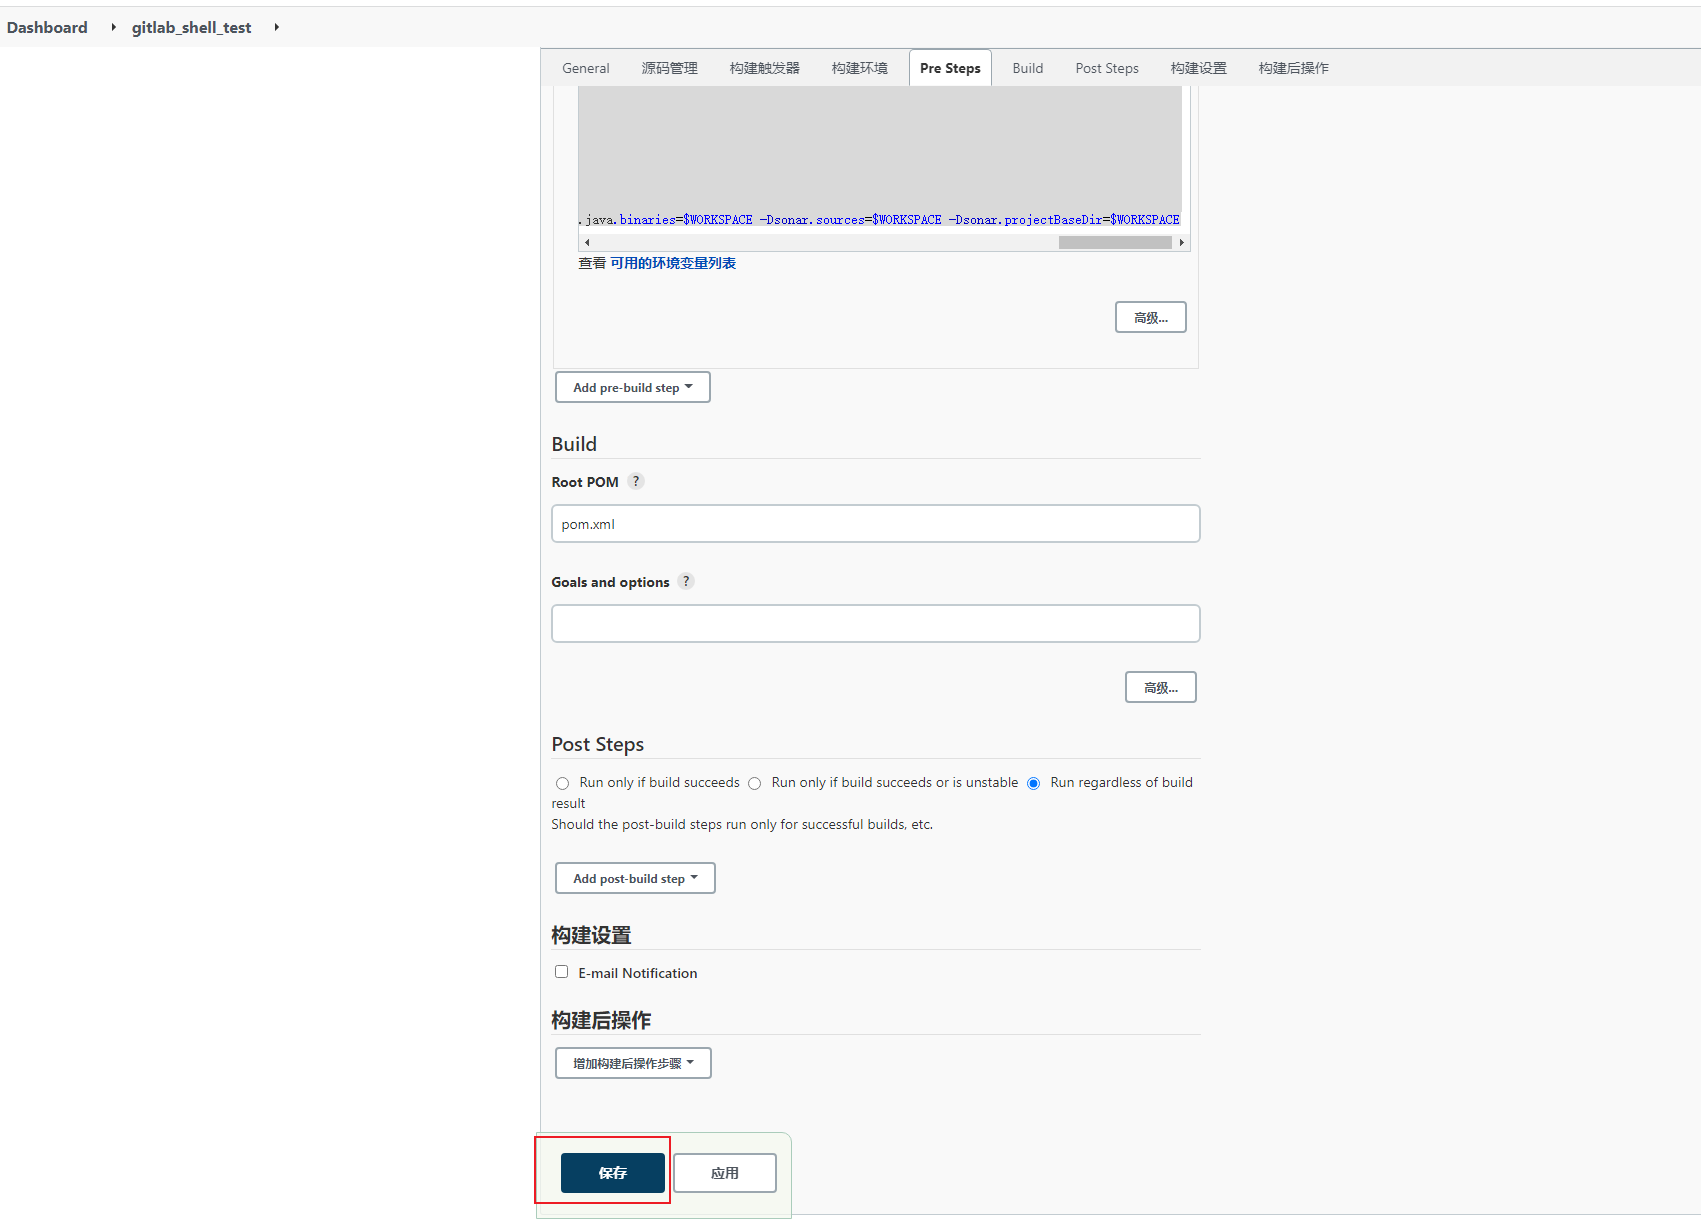 Dashboard gitlab_shell_test
General 源码管理 构建触发器 构建环境 Pre Steps Build Post Steps 构建设置 构建后操作
.java.binaries=$WORKSPACE -Dsonar.sources=$WORKSPACE -Dsonar.projectBaseDir=$WORKSPACE
查看 可用的环境变量列表
高级...
Add pre-build step
Build
Root POM ?
pom.xml
Goals and options ?
高级...
Post Steps
Run only if build succeeds Run only if build succeeds or is unstable Run regardless of build
result
Should the post-build steps run only for successful builds, etc.
Add post-build step
构建设置
E-mail Notification
构建后操作
增加构建后操作步骤
保存 应用